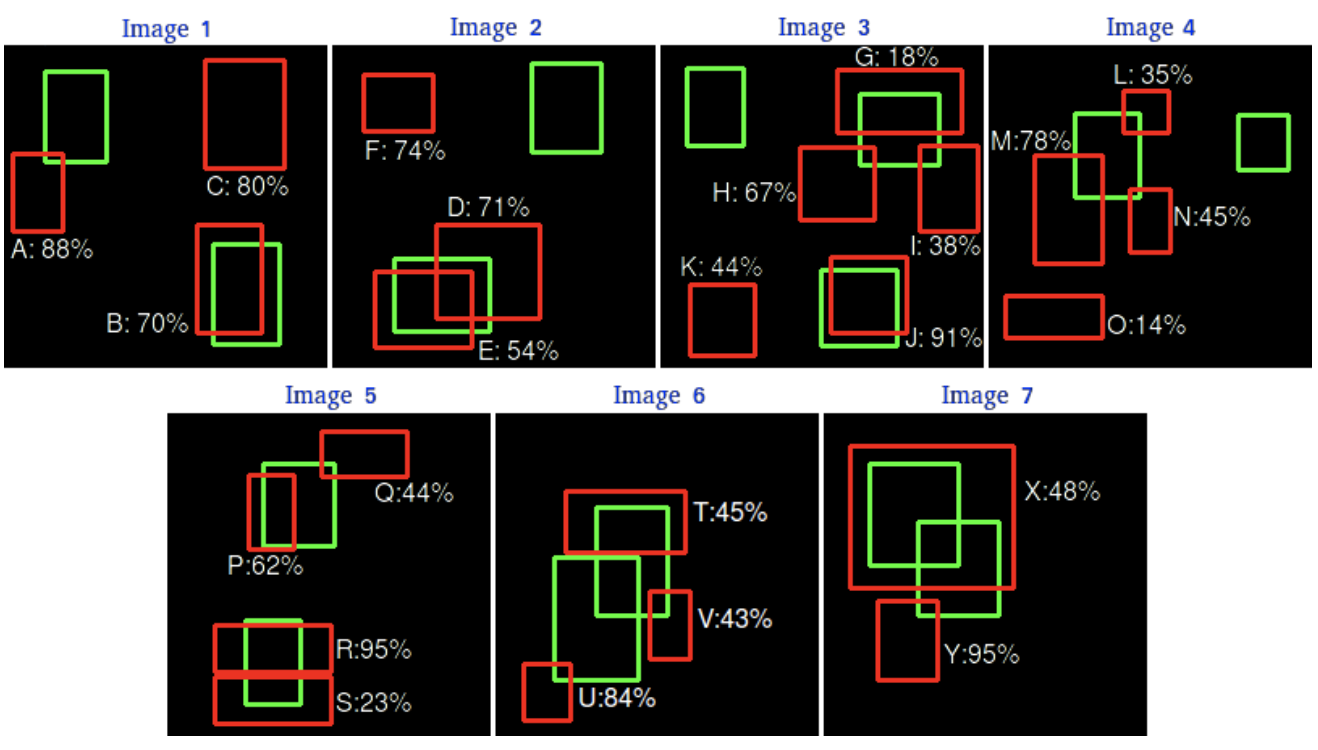 Image 1
Image 2
Image 3
Image 4
A: 88%
C: 80%
B: 70%
F: 74%
D: 71%
E: 54%
G: 18%
H: 67%
I: 38%
K: 44%
J: 91%
L: 35%
M:78%
N:45%
O:14%
Image 5
Image 6
Image 7
Q:44%
P:62%
R:95%
S:23%
T:45%
V:43%
U:84%
X:48%
Y:95%